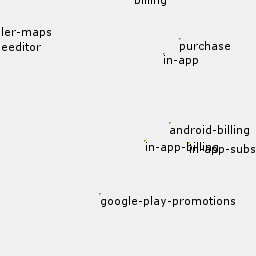 billing
ler-maps
purchase
eeditor
in-app
android-billing
in-app-billing
in-app-subs
google-play-promotions